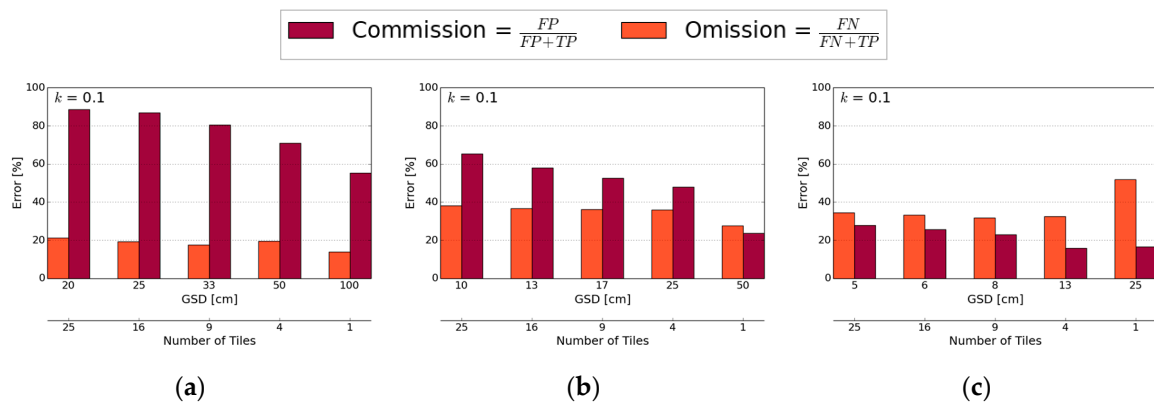 Commission = FP/FP+TP Omission = FN/FN+TP
k = 0.1
100
80
60
40
20
0
Error [%]
20 25 33 50 100
GSD [cm]
25 16 9 4 1
Number of Tiles
(a)
k = 0.1
100
80
60
40
20
0
Error [%]
10 13 17 25 50
GSD [cm]
25 16 9 4 1
Number of Tiles
(b)
k = 0.1
100
80
60
40
20
0
Error [%]
5 6 8 13 25
GSD [cm]
25 16 9 4 1
Number of Tiles
(c)